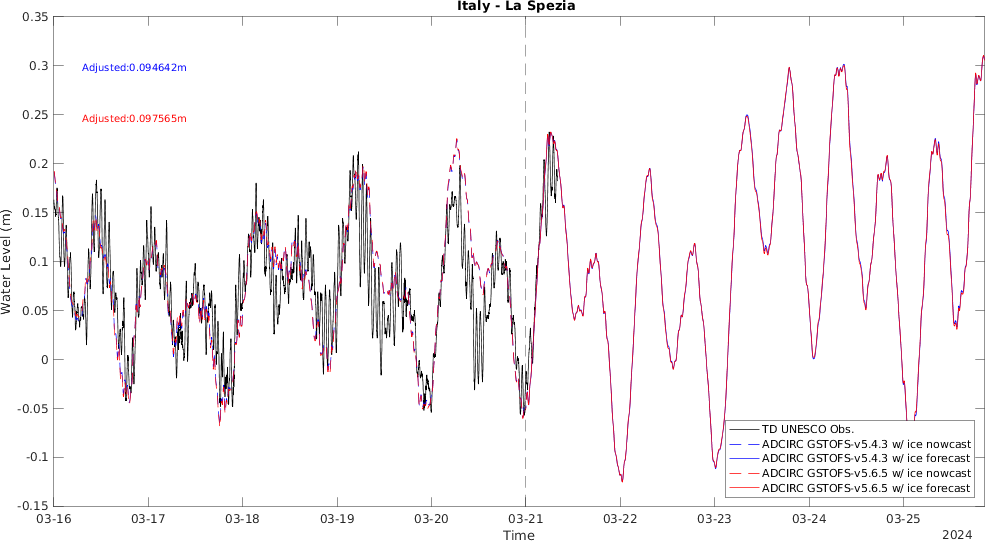 Italy - La Spezia
0.35
0.3
0.25
0.2
0.15
0.1
0.05
0
-0.05
-0.1
-0.15
Water Level (m)
Adjusted:0.094642m
Adjusted:0.097565m
TD UNESCO Obs.
ADCIRC GSTOFS-v5.4.3 w/ ice nowcast
ADCIRC GSTOFS-v5.4.3 w/ ice forecast
ADCIRC GSTOFS-v5.6.5 w/ ice nowcast
ADCIRC GSTOFS-v5.6.5 w/ ice forecast
03-16 03-17 03-18 03-19 03-20 03-21 03-22 03-23 03-24 03-25
Time
2024